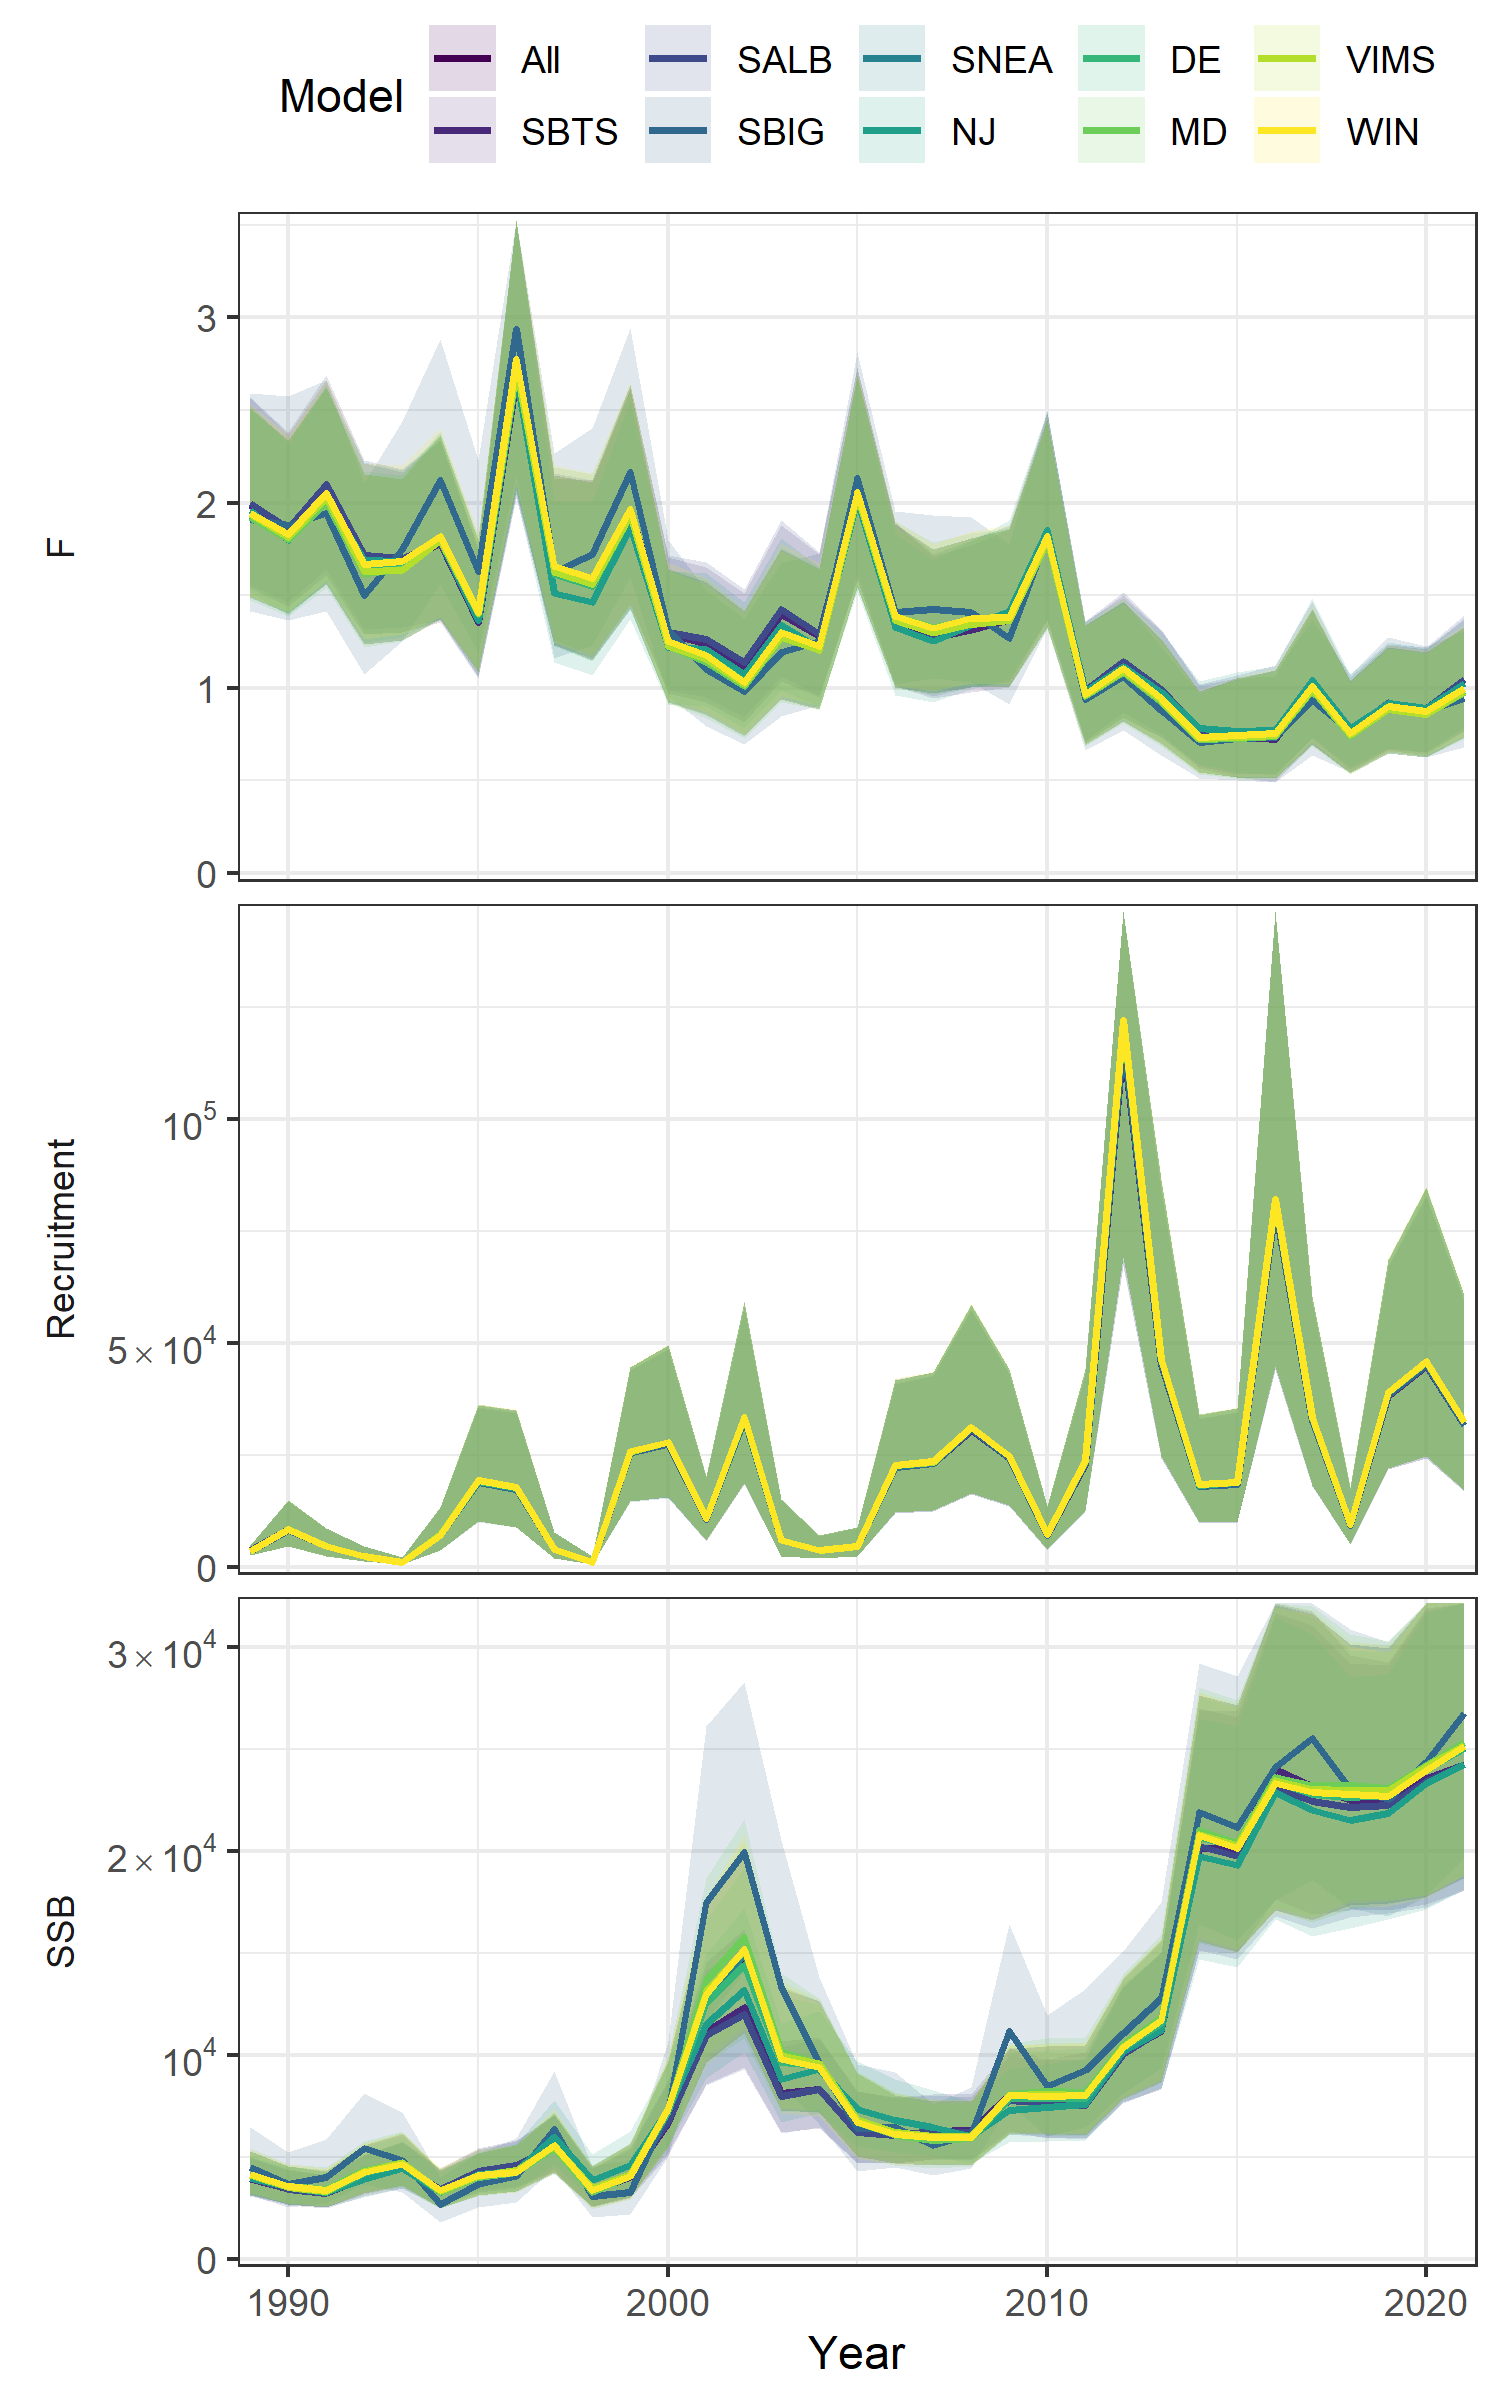 Model
All SALB SNEA DE VIMS
SBTS SBIG NJ MD WIN
F
3
2
1
0
Recruitment
10⁵
5×10⁴
0
SSB
3×10⁴
2×10⁴
10⁴
0
1990 2000 2010 2020
Year